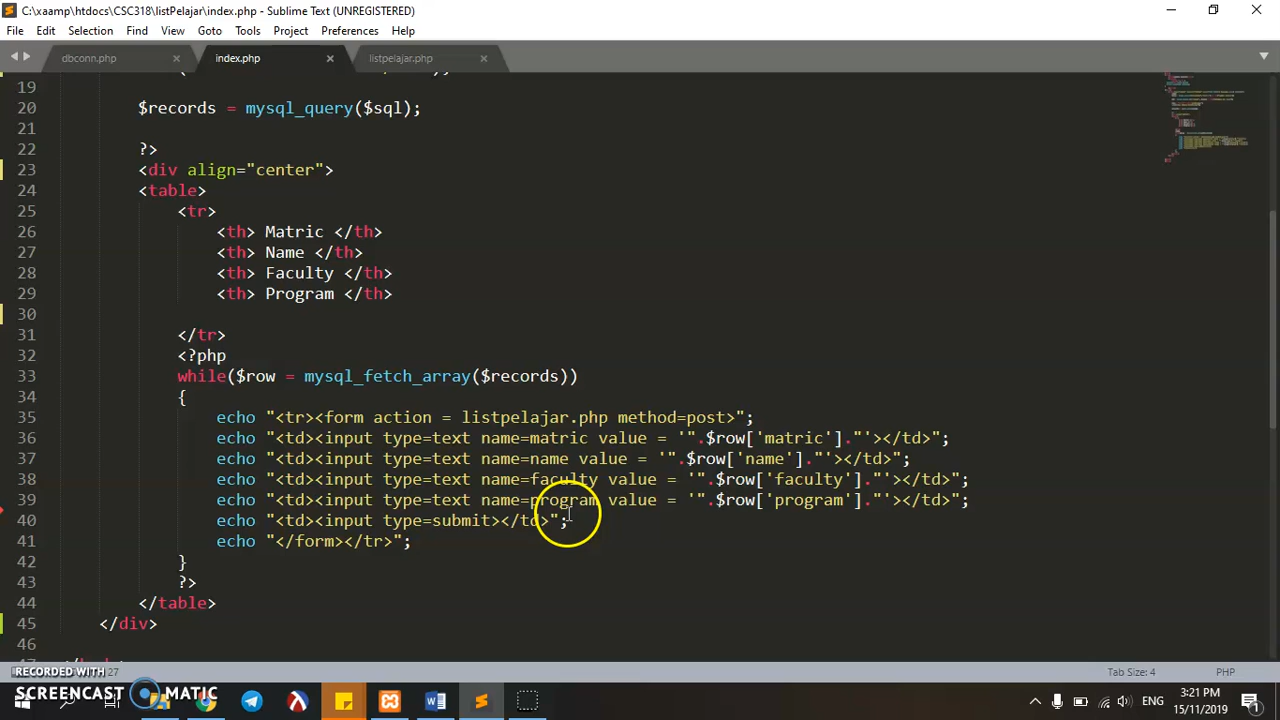 C:\xaamp\htdocs\CSC318\listPelajar\index.php - Sublime Text (UNREGISTERED)
File Edit Selection Find View Goto Tools Project Preferences Help
dbconn.php index.php listpelajar.php
19
20 $records = mysql_query($sql);
21
22 ?>
23 <div align="center">
24 <table>
25 <tr>
26 <th> Matric </th>
27 <th> Name </th>
28 <th> Faculty </th>
29 <th> Program </th>
30
31 </tr>
32 <?php
33 while($row = mysql_fetch_array($records))
34 {
35 echo "<tr><form action = listpelajar.php method=post>";
36 echo "<td><input type=text name=matric value = '".$row['matric']."'></td>";
37 echo "<td><input type=text name=name value = '".$row['name']."'></td>";
38 echo "<td><input type=text name=faculty value = '".$row['faculty']."'></td>";
39 echo "<td><input type=text name=program value = '".$row['program']."'></td>";
40 echo "<td><input type=submit></td>";
41 echo "</form></tr>";
42 }
43 ?>
44 </table>
45 </div>
46
RECORDED WITH 27 Tab Size: 4 PHP
SCREENCAST MATIC
ENG 3:21 PM
15/11/2019 1